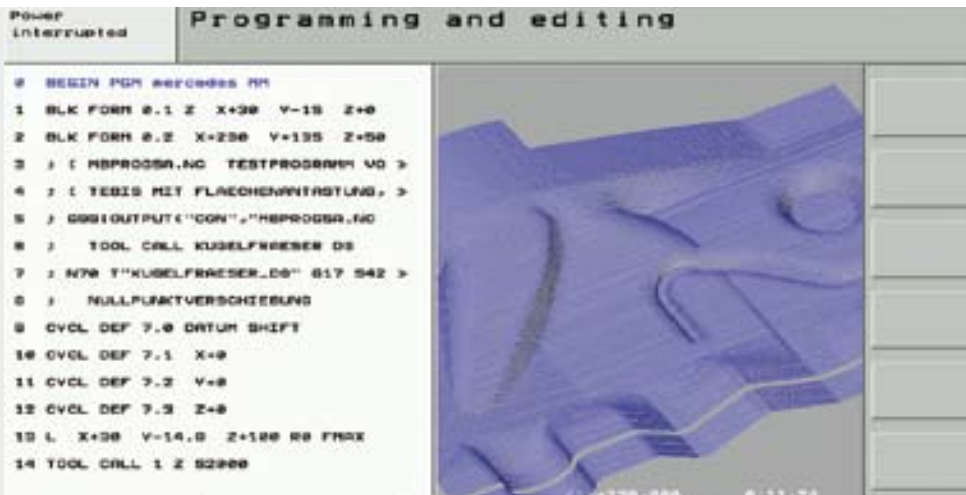 Power interrupted
Programming and editing
0 BEGIN PGM mercedes MM
1 BLK FORM 0.1 Z X+30 Y-15 Z+0
2 BLK FORM 0.2 X+230 Y+135 Z+50
3 ; ( MBPROGSA.NC TESTPROGRAMM VO >
4 ; ( TEBIS MIT FLAECHENANTASTUNG, >
5 ; G99(OUTPUT("CON","MBPROGSA.NC
6 ; TOOL CALL KUGELFRAESER D8
7 ; N70 T"KUGELFRAESER_D8" G17 S42 >
8 ; NULLPUNKTVERSCHIEBUNG
9 CYCL DEF 7.0 DATUM SHIFT
10 CYCL DEF 7.1 X+0
11 CYCL DEF 7.2 Y+0
12 CYCL DEF 7.3 Z+0
13 L X+30 Y-14.8 Z+100 R0 FMAX
14 TOOL CALL 1 Z S2000